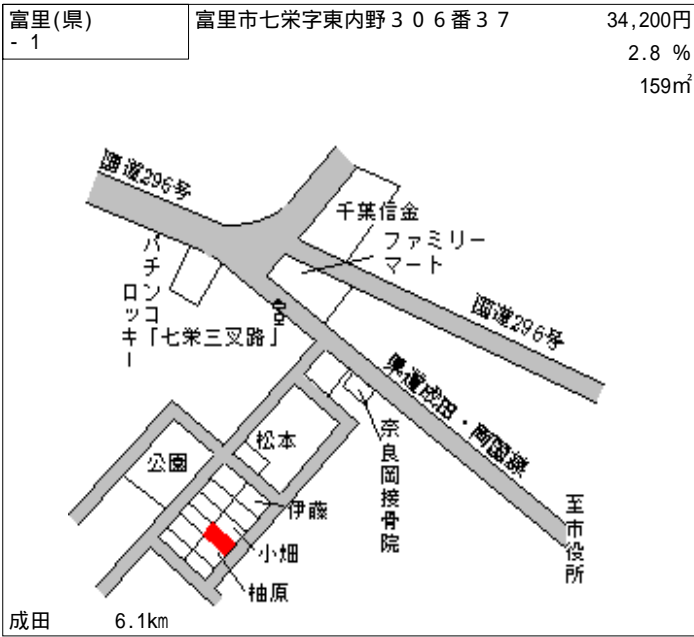 富里(県)
- 1
富里市七栄字東内野３０６番３７
34,200円
2.8 %
159㎡
国道296号
千葉信金
ファミリー
マート
パチンコ
ロッキー
「七栄三叉路」
国道296号
県道成田・両国線
松本
公園
奈良岡接骨院
伊藤
小畑
柚原
至市役所
成田
6.1km